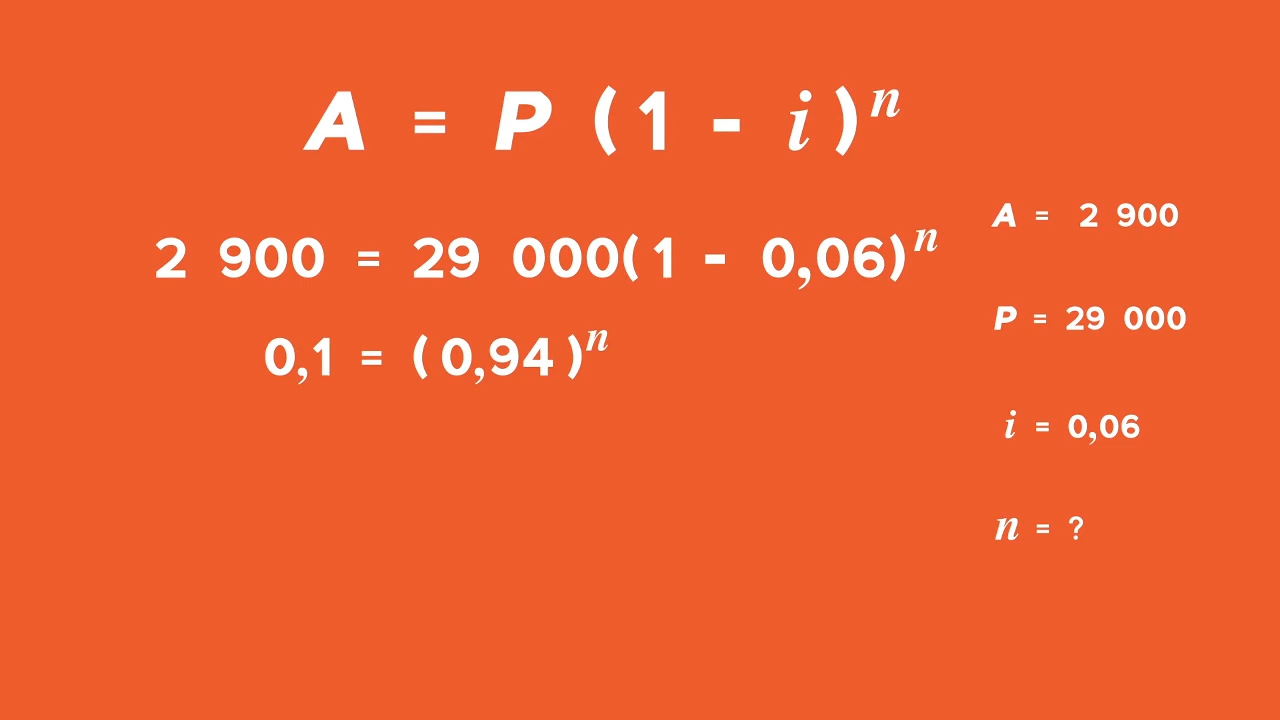 A = P (1 - i)ⁿ
2 900 = 29 000(1 - 0,06)ⁿ
0,1 = (0,94)ⁿ
A = 2 900
P = 29 000
i = 0,06
n = ?